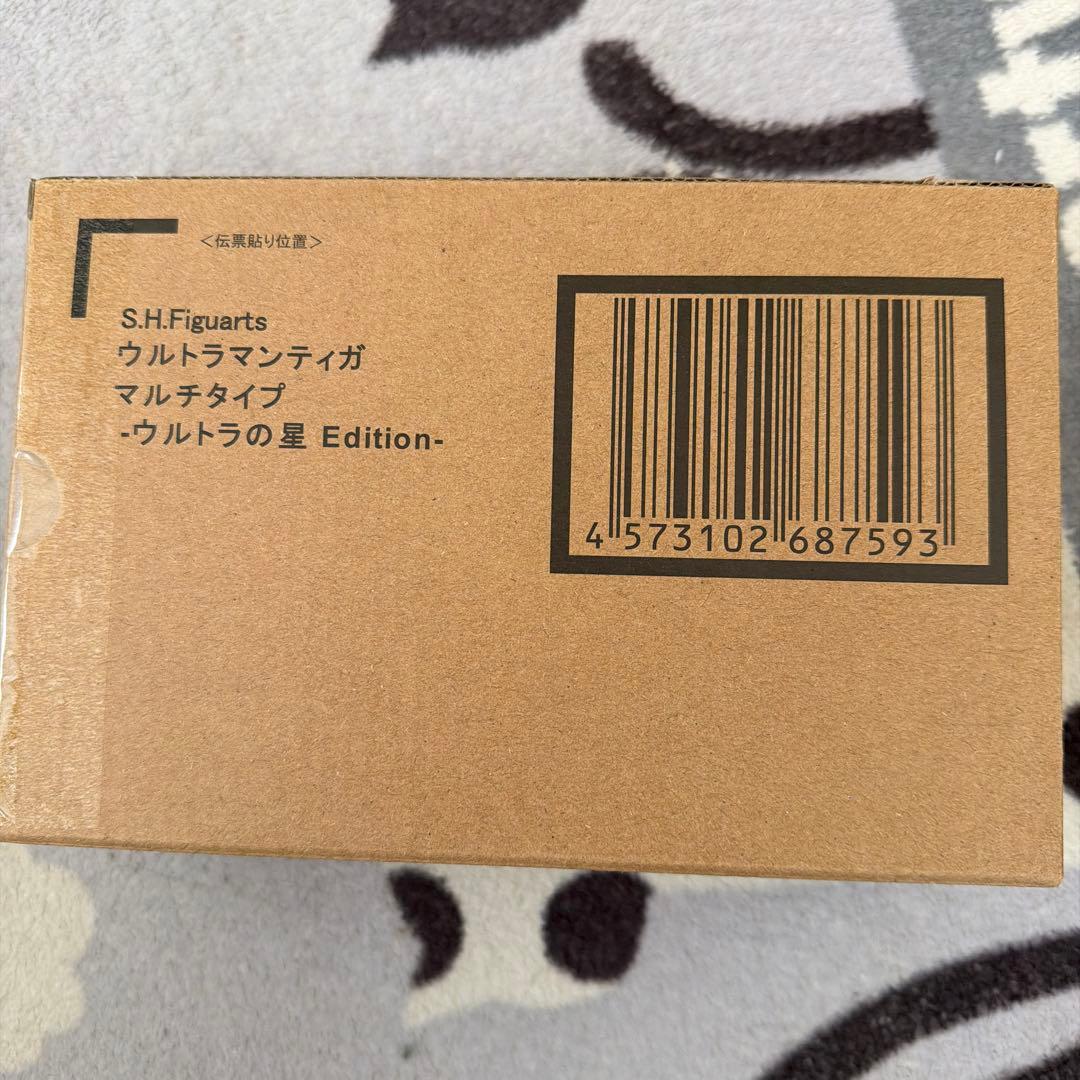 <伝票貼り位置>
S.H.Figuarts
ウルトラマンティガ
マルチタイプ
-ウルトラの星 Edition-
4 573102 687593